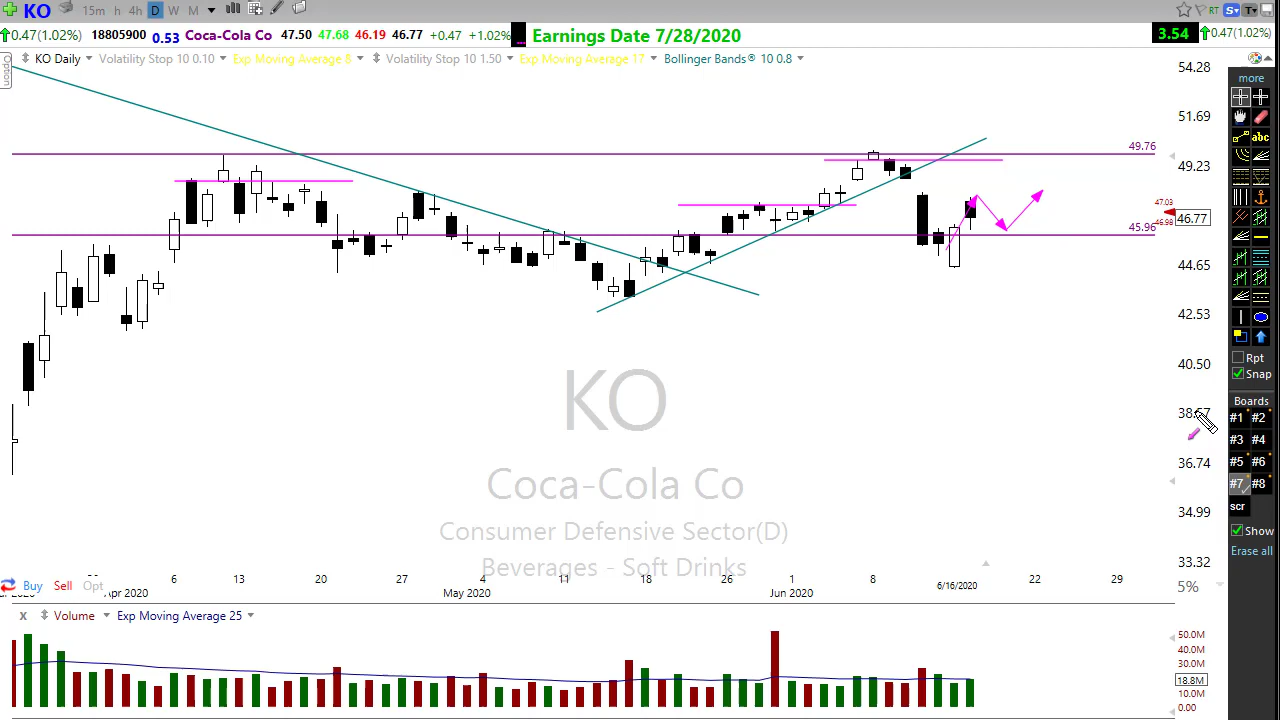 KO 15m h 4h D W M RT S T
0.47(1.02%) 18805900 0.53 Coca-Cola Co 47.50 47.68 46.19 46.77 +0.47 +1.02% Earnings Date 7/28/2020 3.54 0.47(1.02%)
Option
KO Daily Volatility Stop 10 0.10 Exp Moving Average 8 Volatility Stop 10 1.50 Exp Moving Average 17 Bollinger Bands® 10 0.8
54.28
more
51.69
abc
49.76
49.23
47.03
46.77
46.98
45.96
44.65
42.53
40.50
Rpt
Snap
KO
Boards
#1 #2
#3 #4
36.74
#5 #6
Coca-Cola Co
#7 #8
scr
34.99
Consumer Defensive Sector(D)
Show
Erase all
Beverages - Soft Drinks
33.32
Buy Sell Opt
6 13 20 27 4 11 18 26 1 8 6/16/2020 22 29
5%
Apr 2020 May 2020 Jun 2020
X Volume Exp Moving Average 25
50.0M
40.0M
30.0M
18.8M
10.0M
0.00